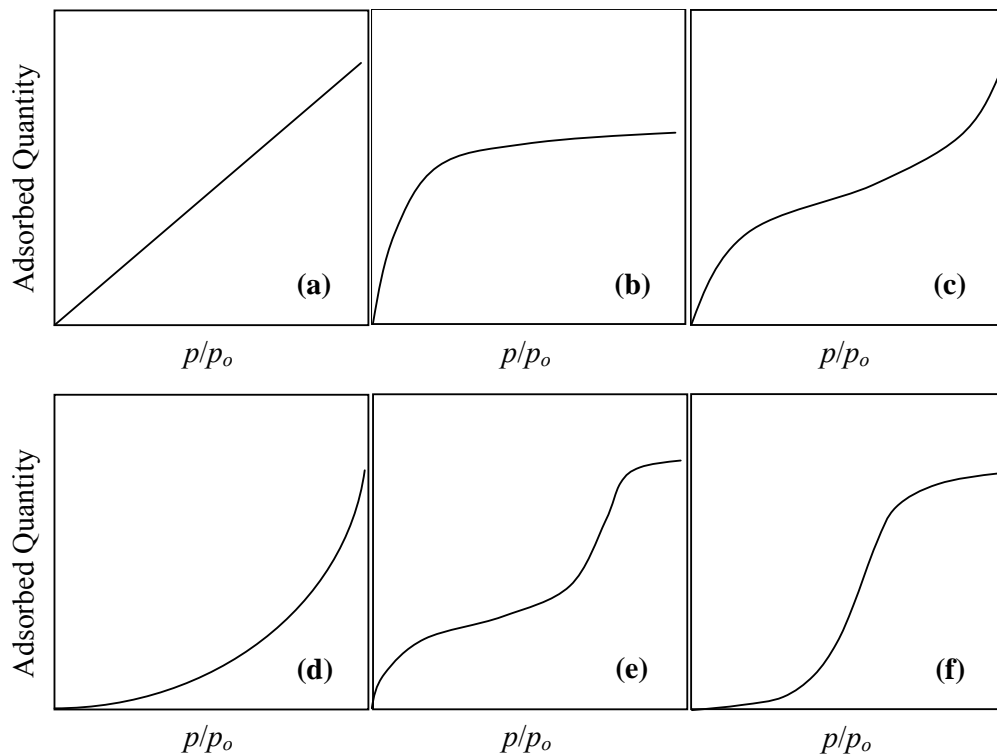 Adsorbed Quantity
(a)
(b)
(c)
p/pₒ
p/pₒ
p/pₒ
Adsorbed Quantity
(d)
(e)
(f)
p/pₒ
p/pₒ
p/pₒ